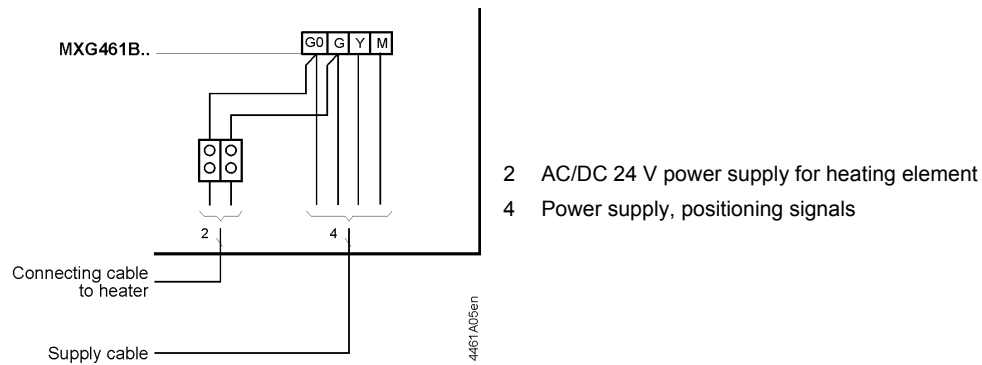 MXG461B..
G0 G Y M
2 AC/DC 24 V power supply for heating element
4 Power supply, positioning signals
2
4
Connecting cable
to heater
Supply cable
4461A05en